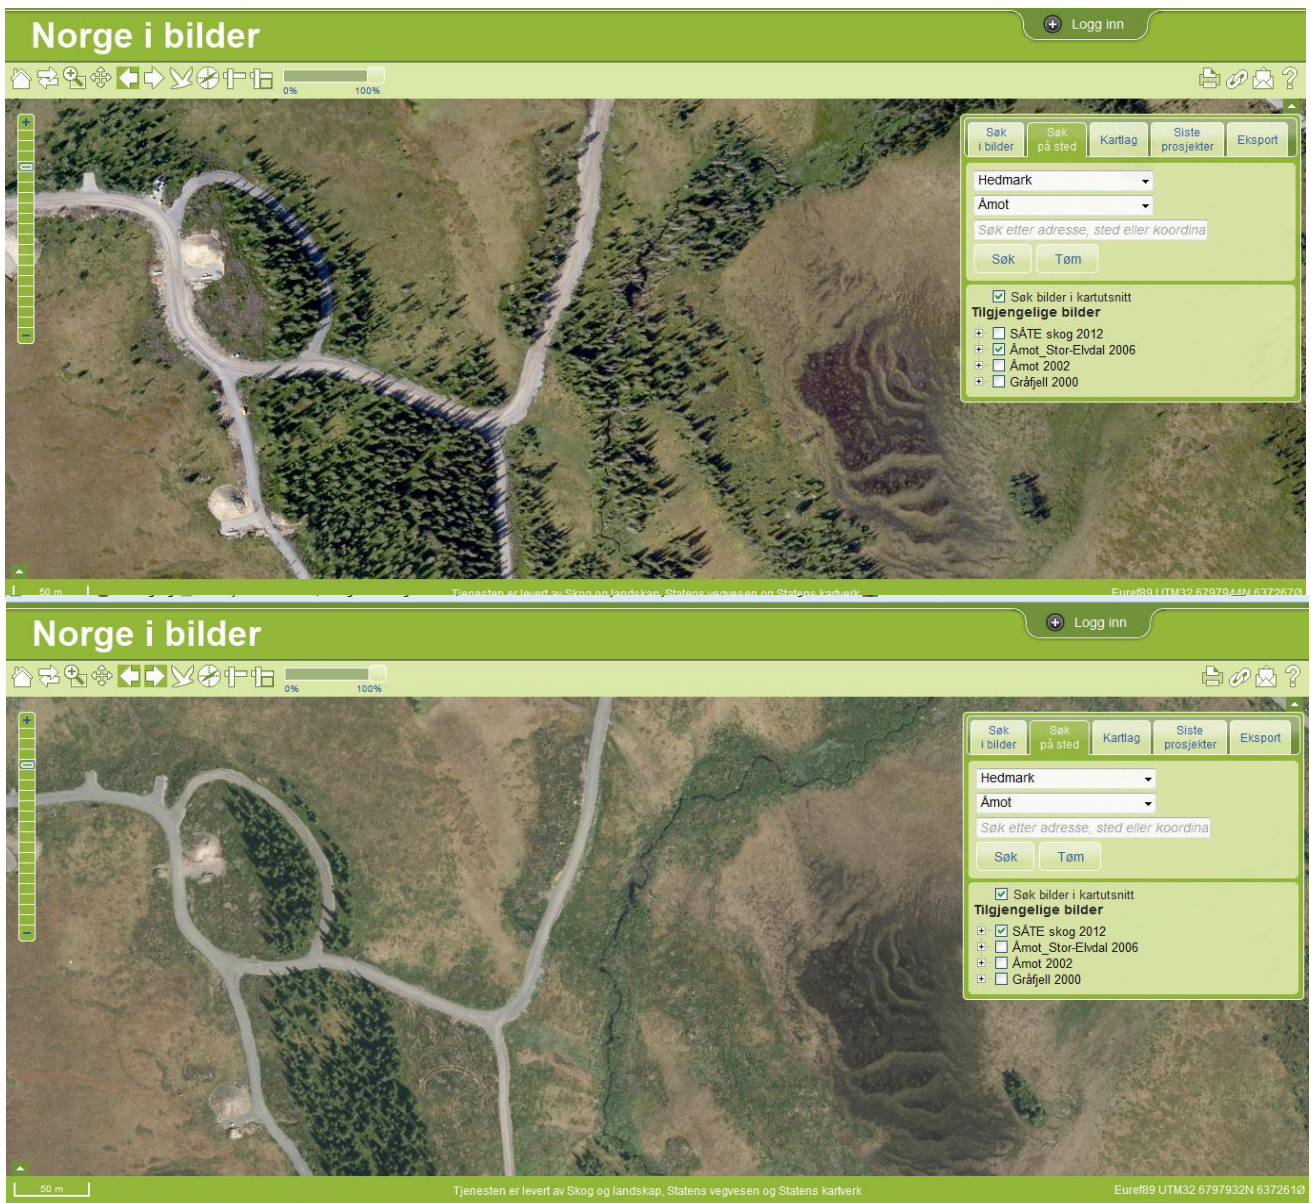 Norge i bilder
Logg inn
0%
100%
Søk i bilder
Søk på sted
Kartlag
Siste prosjekter
Eksport
Hedmark
Åmot
Søk etter adresse, sted eller koordina
Søk
Tøm
Søk bilder i kartutsnitt
Tilgjengelige bilder
SÅTE skog 2012
Åmot_Stor-Elvdal 2006
Åmot 2002
Gråfjell 2000
50 m
Tjenesten er levert av Skog og landskap, Statens vegvesen og Statens kartverk
Euref89 UTM32 6797944N 637267Ø
Norge i bilder
Logg inn
0%
100%
Søk i bilder
Søk på sted
Kartlag
Siste prosjekter
Eksport
Hedmark
Åmot
Søk etter adresse, sted eller koordina
Søk
Tøm
Søk bilder i kartutsnitt
Tilgjengelige bilder
SÅTE skog 2012
Åmot_Stor-Elvdal 2006
Åmot 2002
Gråfjell 2000
50 m
Tjenesten er levert av Skog og landskap, Statens vegvesen og Statens kartverk
Euref89 UTM32 6797932N 637261Ø